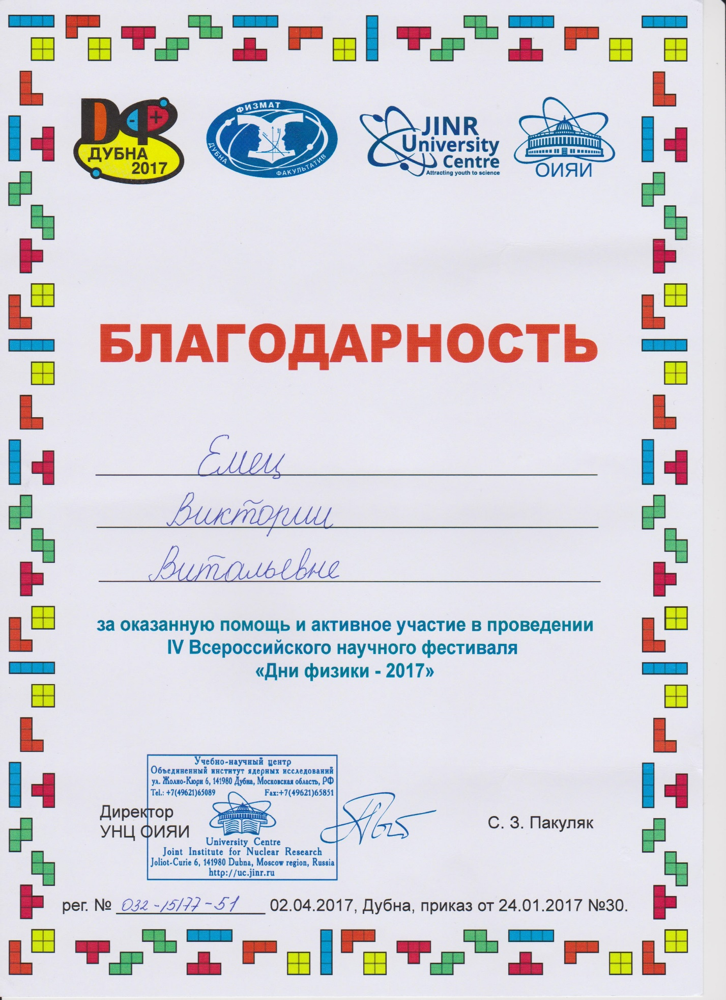 DФ
ДУБНА
2017
ФИЗМАТ
ДУБНА
ФАКУЛЬТАТИВ
JINR
University
Centre
Attracting youth to science
ОИЯИ
БЛАГОДАРНОСТЬ
Емец
Виктории
Витальевне
за оказанную помощь и активное участие в проведении
IV Всероссийского научного фестиваля
«Дни физики - 2017»
Учебно-научный центр
Объединенный институт ядерных исследований
ул. Жолио-Кюри 6, 141980 Дубна, Московская область, РФ
Tel.: +7(49621)65089 Fax:+7(49621)65851
Директор
УНЦ ОИЯИ
С. З. Пакуляк
University Centre
Joint Institute for Nuclear Research
Joliot-Curie 6, 141980 Dubna, Moscow region, Russia
http://uc.jinr.ru
рег. № 032-15177-51 02.04.2017, Дубна, приказ от 24.01.2017 №30.